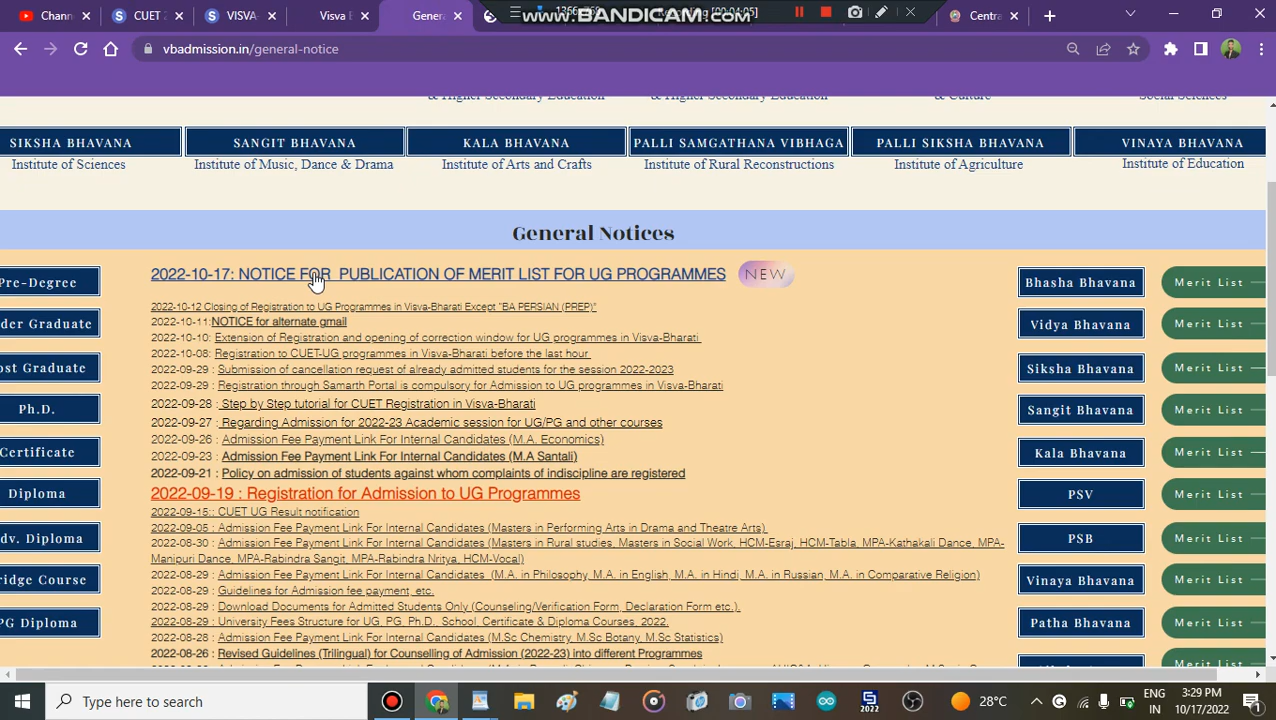 Chann
CUET 2
VISVA-
Visva B
Genera
www.BANDICAM.com
1366x768
[00:04:05]
Centra
vbadmission.in/general-notice
& Higher Secondary Education
& Higher Secondary Education
& Culture
Social Sciences
SIKSHA BHAVANA
SANGIT BHAVANA
KALA BHAVANA
PALLI SAMGATHANA VIBHAGA
PALLI SIKSHA BHAVANA
VINAYA BHAVANA
Institute of Sciences
Institute of Music, Dance & Drama
Institute of Arts and Crafts
Institute of Rural Reconstructions
Institute of Agriculture
Institute of Education
General Notices
Pre-Degree
der Graduate
ost Graduate
Ph.D.
Certificate
Diploma
dv. Diploma
ridge Course
PG Diploma
2022-10-17: NOTICE FOR PUBLICATION OF MERIT LIST FOR UG PROGRAMMES
NEW
2022-10-12 Closing of Registration to UG Programmes in Visva-Bharati Except "BA PERSIAN (PREP)"
2022-10-11:NOTICE for alternate gmail
2022-10-10: Extension of Registration and opening of correction window for UG programmes in Visva-Bharati
2022-10-08: Registration to CUET-UG programmes in Visva-Bharati before the last hour
2022-09-29 : Submission of cancellation request of already admitted students for the session 2022-2023
2022-09-29 : Registration through Samarth Portal is compulsory for Admission to UG programmes in Visva-Bharati
2022-09-28 : Step by Step tutorial for CUET Registration in Visva-Bharati
2022-09-27 : Regarding Admission for 2022-23 Academic session for UG/PG and other courses
2022-09-26 : Admission Fee Payment Link For Internal Candidates (M.A. Economics)
2022-09-23 : Admission Fee Payment Link For Internal Candidates (M.A Santali)
2022-09-21 : Policy on admission of students against whom complaints of indiscipline are registered
2022-09-19 : Registration for Admission to UG Programmes
2022-09-15:: CUET UG Result notification
2022-09-05 : Admission Fee Payment Link For Internal Candidates (Masters in Performing Arts in Drama and Theatre Arts)
2022-08-30 : Admission Fee Payment Link For Internal Candidates (Masters in Rural studies, Masters in Social Work, HCM-Esraj, HCM-Tabla, MPA-Kathakali Dance, MPA-
Manipuri Dance, MPA-Rabindra Sangit, MPA-Rabindra Nritya, HCM-Vocal)
2022-08-29 : Admission Fee Payment Link For Internal Candidates (M.A. in Philosophy, M.A. in English, M.A. in Hindi, M.A. in Russian, M.A. in Comparative Religion)
2022-08-29 : Guidelines for Admission fee payment, etc.
2022-08-29 : Download Documents for Admitted Students Only (Counseling/Verification Form, Declaration Form etc.).
2022-08-29 : University Fees Structure for UG, PG, Ph.D., School, Certificate & Diploma Courses, 2022.
2022-08-28 : Admission Fee Payment Link For Internal Candidates (M.Sc Chemistry, M.Sc Botany, M.Sc Statistics)
2022-08-26 : Revised Guidelines (Trilingual) for Counselling of Admission (2022-23) into different Programmes
Bhasha Bhavana
Merit List
Vidya Bhavana
Merit List
Siksha Bhavana
Merit List
Sangit Bhavana
Merit List
Kala Bhavana
Merit List
PSV
Merit List
PSB
Merit List
Vinaya Bhavana
Merit List
Patha Bhavana
Merit List
Merit List
Type here to search
2022
28°C
ENG
IN
3:29 PM
10/17/2022
1